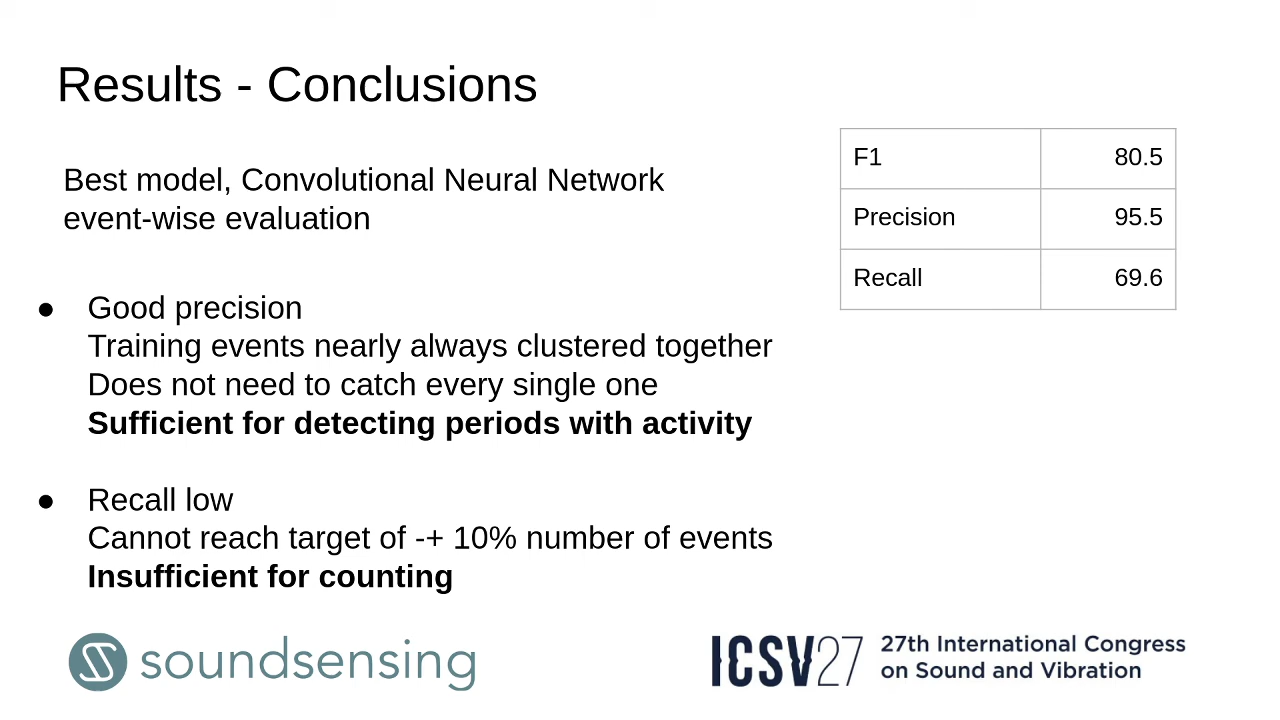 Results - Conclusions
Best model, Convolutional Neural Network
event-wise evaluation
F1 80.5
Precision 95.5
Recall 69.6
● Good precision
Training events nearly always clustered together
Does not need to catch every single one
Sufficient for detecting periods with activity
● Recall low
Cannot reach target of -+ 10% number of events
Insufficient for counting
soundsensing
ICSV27 27th International Congress
on Sound and Vibration